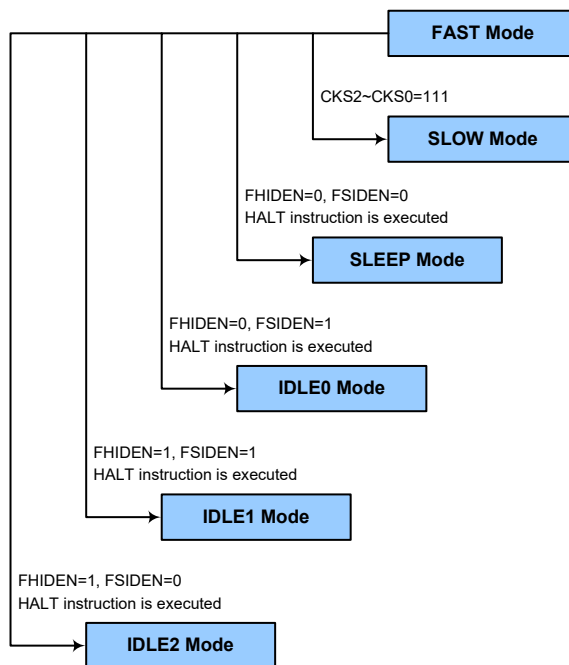 FAST Mode
CKS2~CKS0=111
SLOW Mode
FHIDEN=0, FSIDEN=0
HALT instruction is executed
SLEEP Mode
FHIDEN=0, FSIDEN=1
HALT instruction is executed
IDLE0 Mode
FHIDEN=1, FSIDEN=1
HALT instruction is executed
IDLE1 Mode
FHIDEN=1, FSIDEN=0
HALT instruction is executed
IDLE2 Mode